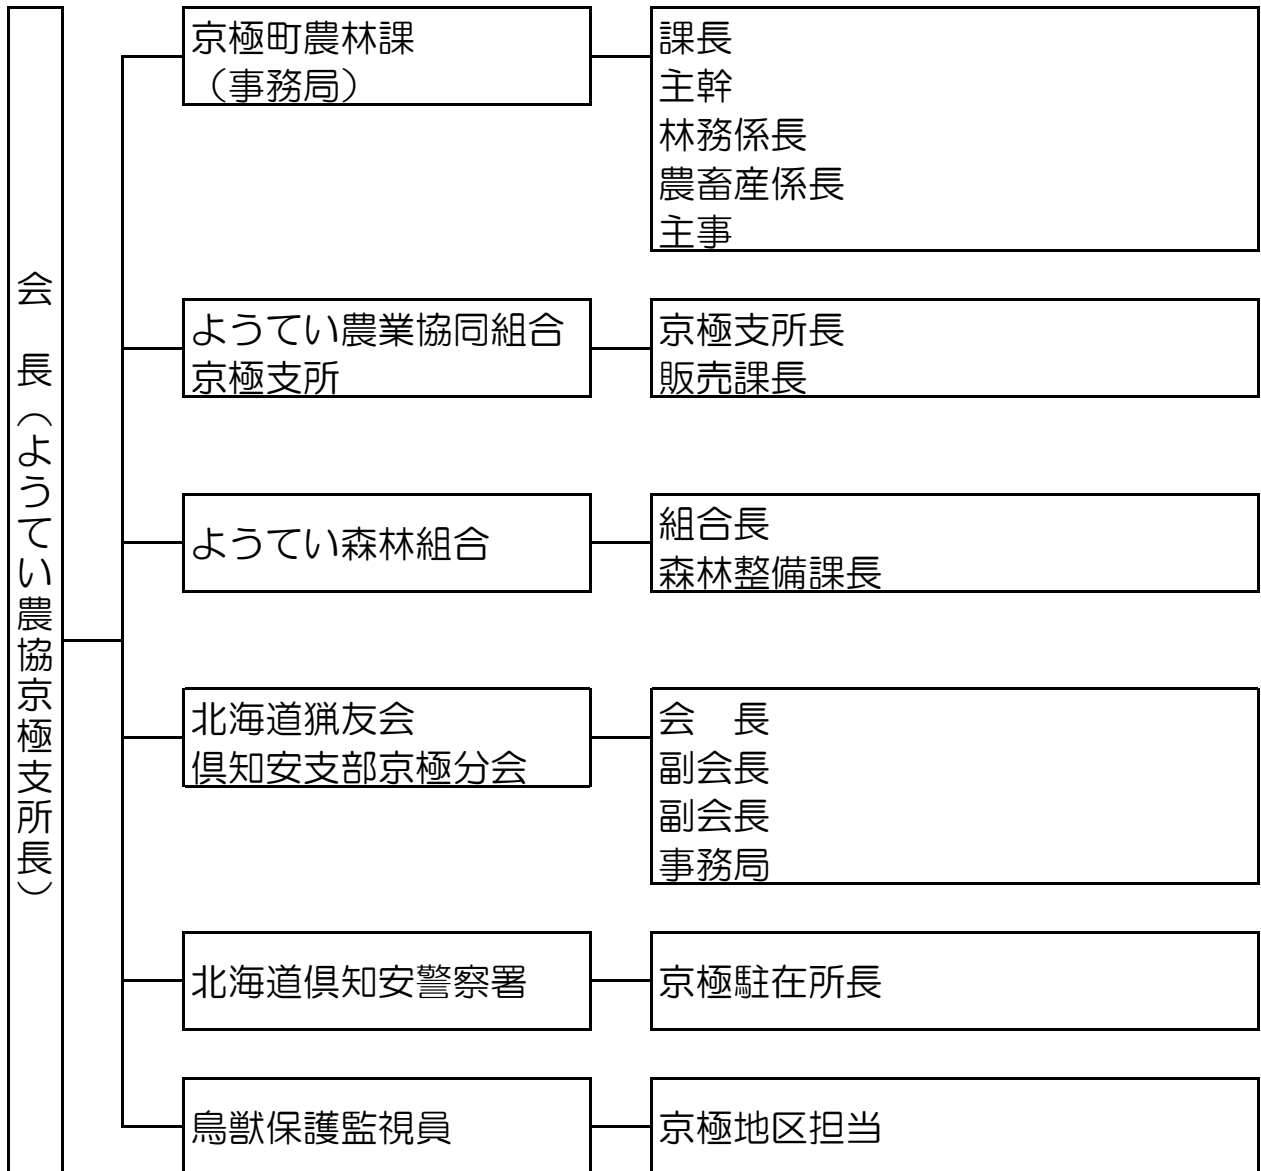 会　長（ようてい農協京極支所長）
京極町農林課
（事務局）
課長
主幹
林務係長
農畜産係長
主事
ようてい農業協同組合
京極支所
京極支所長
販売課長
ようてい森林組合
組合長
森林整備課長
北海道猟友会
倶知安支部京極分会
会　長
副会長
副会長
事務局
北海道倶知安警察署
京極駐在所長
鳥獣保護監視員
京極地区担当